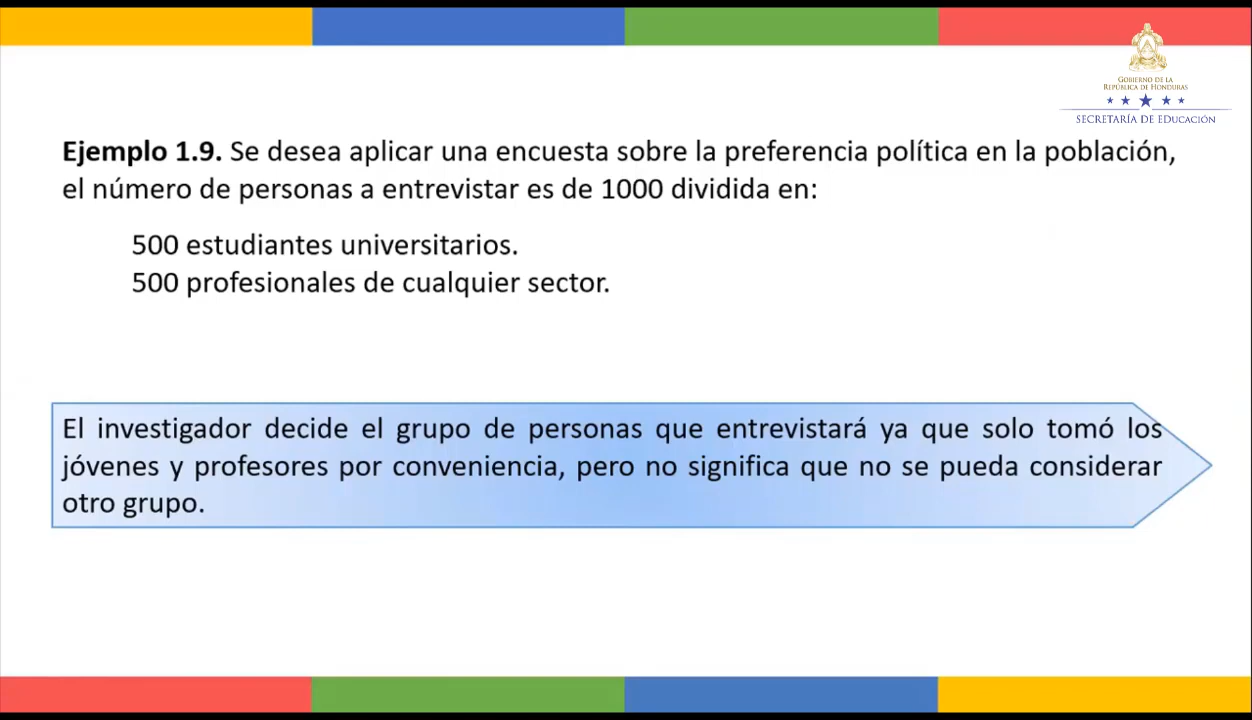 GOBIERNO DE LA
REPÚBLICA DE HONDURAS
SECRETARÍA DE EDUCACIÓN
Ejemplo 1.9. Se desea aplicar una encuesta sobre la preferencia política en la población,
el número de personas a entrevistar es de 1000 dividida en:
500 estudiantes universitarios.
500 profesionales de cualquier sector.
El investigador decide el grupo de personas que entrevistará ya que solo tomó los
jóvenes y profesores por conveniencia, pero no significa que no se pueda considerar
otro grupo.